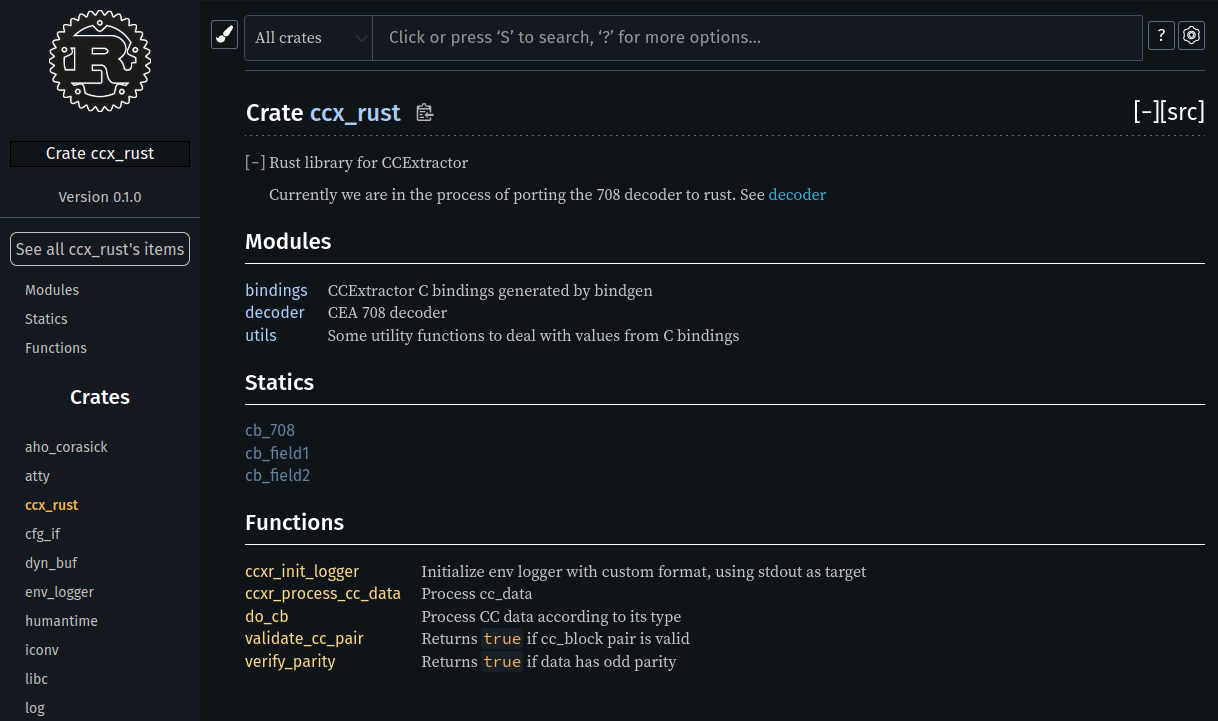 R
Crate ccx_rust
Version 0.1.0
See all ccx_rust's items
Modules
Statics
Functions
Crates
aho_corasick
atty
ccx_rust
cfg_if
dyn_buf
env_logger
humantime
iconv
libc
log
All crates
Click or press ‘S’ to search, ‘?’ for more options…
?
Crate ccx_rust
[−][src]
[−] Rust library for CCExtractor
Currently we are in the process of porting the 708 decoder to rust. See decoder
Modules
bindings CCExtractor C bindings generated by bindgen
decoder CEA 708 decoder
utils Some utility functions to deal with values from C bindings
Statics
cb_708
cb_field1
cb_field2
Functions
ccxr_init_logger Initialize env logger with custom format, using stdout as target
ccxr_process_cc_data Process cc_data
do_cb Process CC data according to its type
validate_cc_pair Returns true if cc_block pair is valid
verify_parity Returns true if data has odd parity